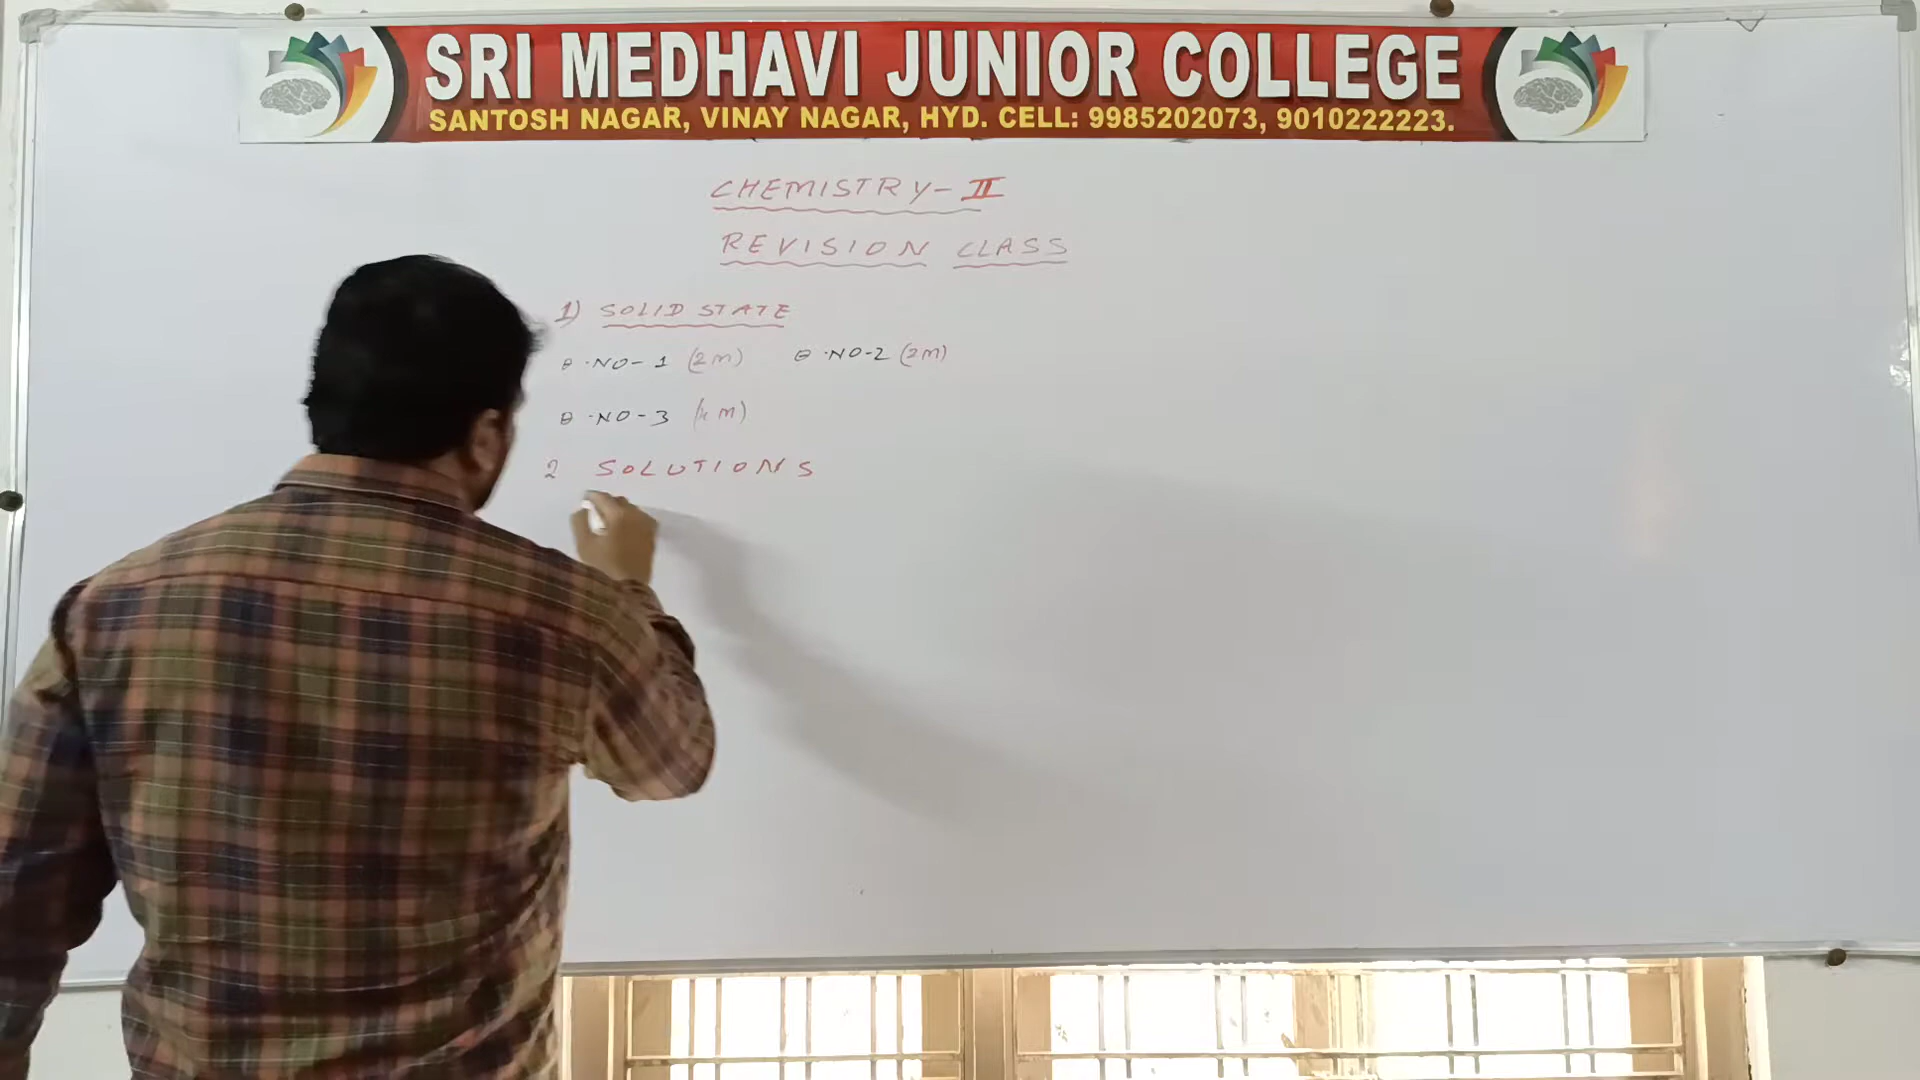 SRI MEDHAVI JUNIOR COLLEGE
SANTOSH NAGAR, VINAY NAGAR, HYD. CELL: 9985202073, 9010222223.
CHEMISTRY-II
REVISION CLASS
1) SOLID STATE
Q.NO-1 (2M) Q.NO-2 (2M)
Q.NO-3 (4M)
2 SOLUTIONS